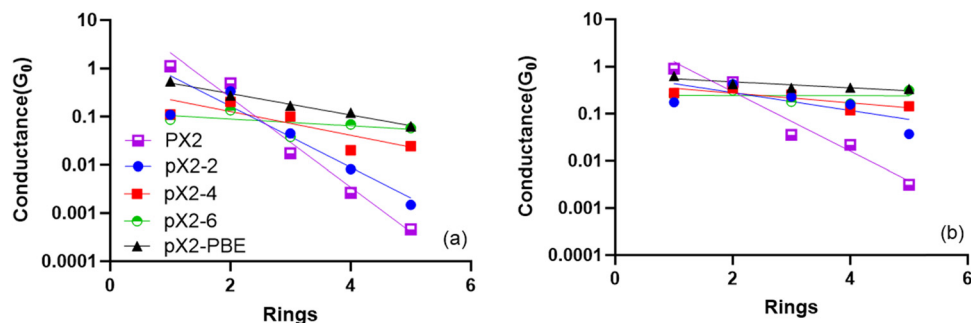 Conductance(G₀)
10
1
0.1
0.01
0.001
0.0001
PX2
pX2-2
pX2-4
pX2-6
pX2-PBE
(a)
0 2 4 6
Rings
Conductance(G₀)
10
1
0.1
0.01
0.001
0.0001
(b)
0 2 4 6
Rings